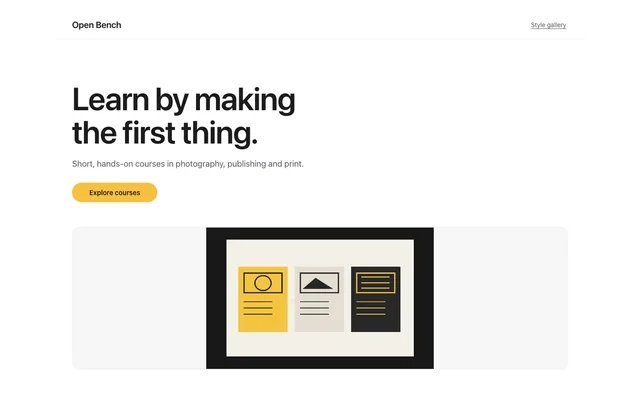 Open Bench
Style gallery
Learn by making
the first thing.
Short, hands-on courses in photography, publishing and print.
Explore courses